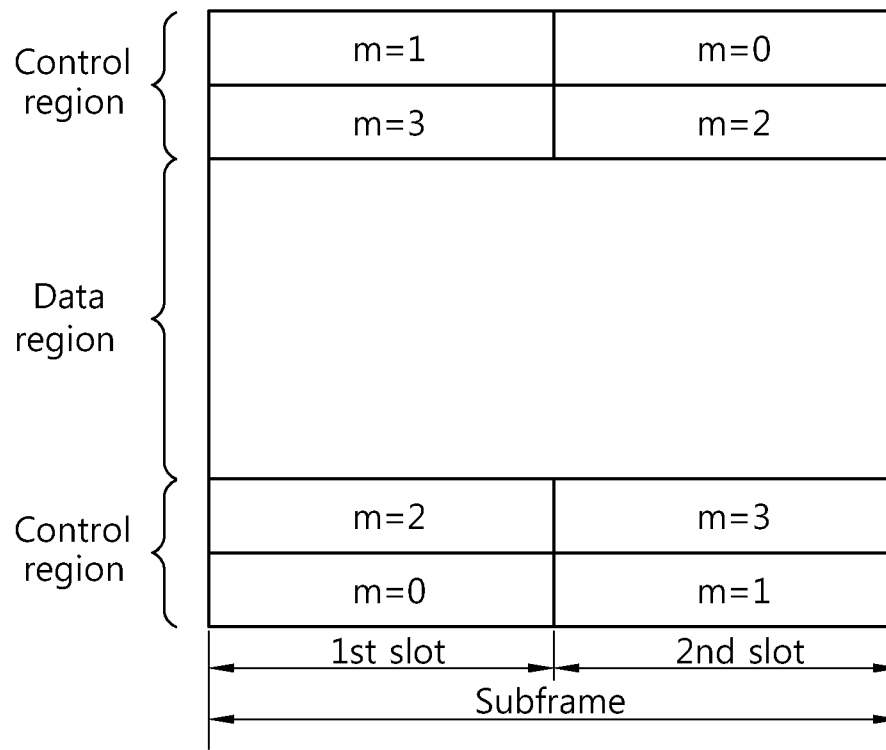 Control
region
m=1
m=0
m=3
m=2
Data
region
Control
region
m=2
m=3
m=0
m=1
1st slot
2nd slot
Subframe